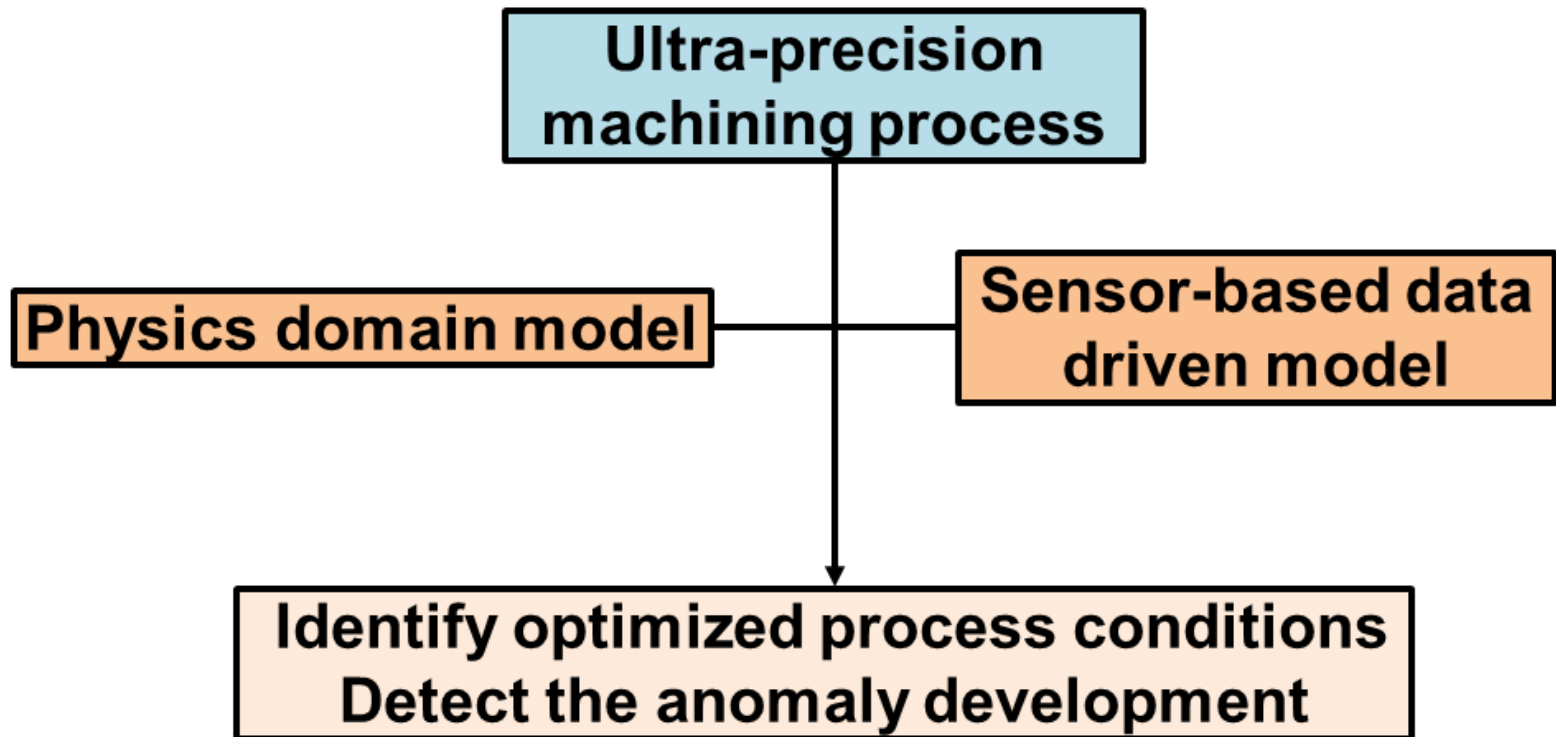 Ultra-precision
machining process
Physics domain model
Sensor-based data
driven model
Identify optimized process conditions
Detect the anomaly development